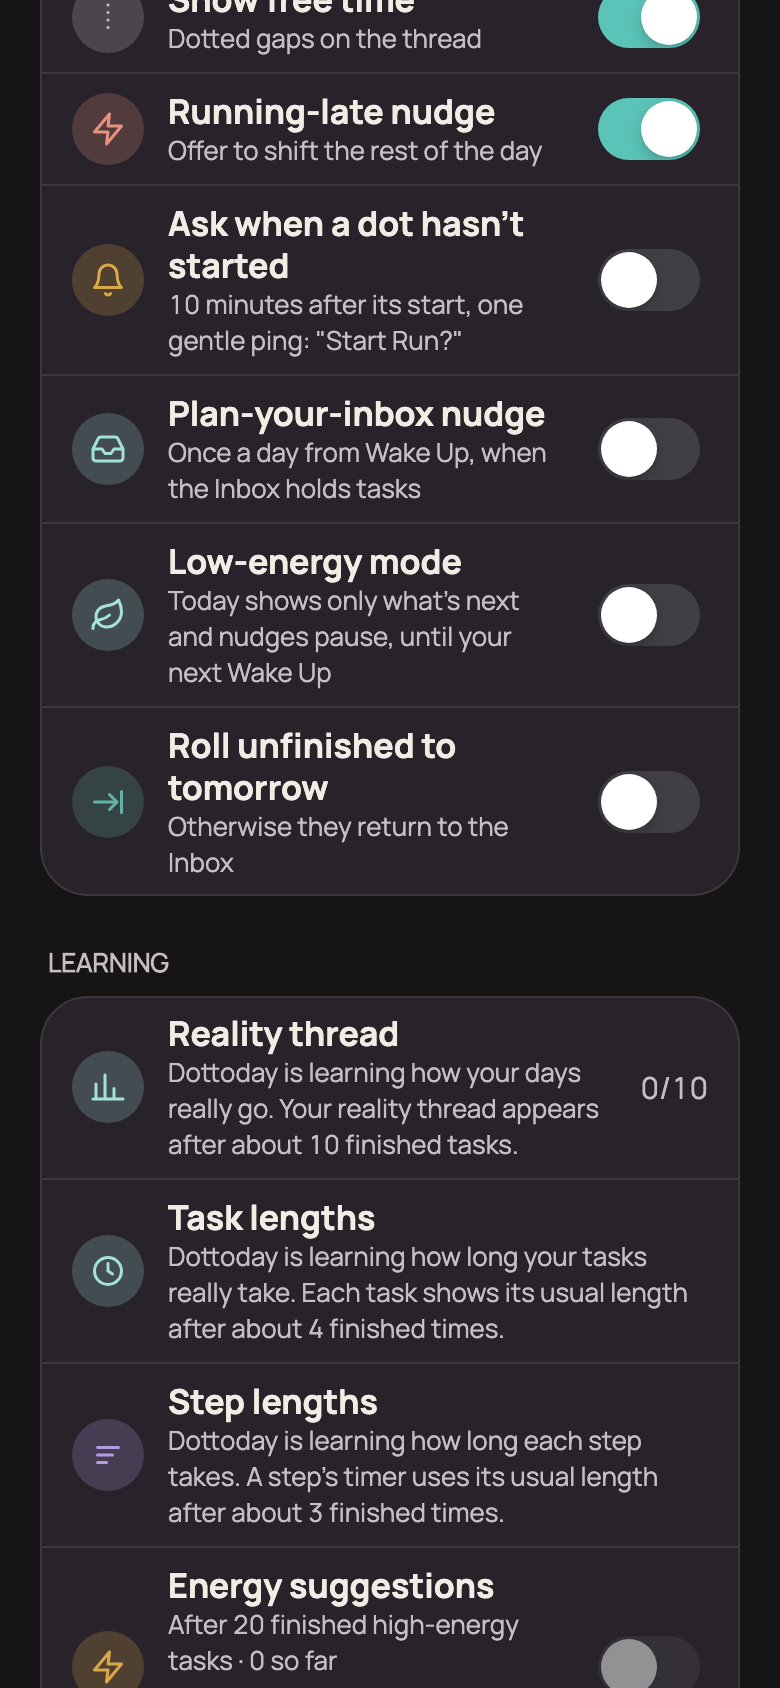 Show free time
Dotted gaps on the thread
Running-late nudge
Offer to shift the rest of the day
Ask when a dot hasn’t
started
10 minutes after its start, one
gentle ping: "Start Run?"
Plan-your-inbox nudge
Once a day from Wake Up, when
the Inbox holds tasks
Low-energy mode
Today shows only what’s next
and nudges pause, until your
next Wake Up
Roll unfinished to
tomorrow
Otherwise they return to the
Inbox
LEARNING
Reality thread
Dottoday is learning how your days
really go. Your reality thread appears
after about 10 finished tasks.
0/10
Task lengths
Dottoday is learning how long your tasks
really take. Each task shows its usual length
after about 4 finished times.
Step lengths
Dottoday is learning how long each step
takes. A step’s timer uses its usual length
after about 3 finished times.
Energy suggestions
After 20 finished high-energy
tasks · 0 so far